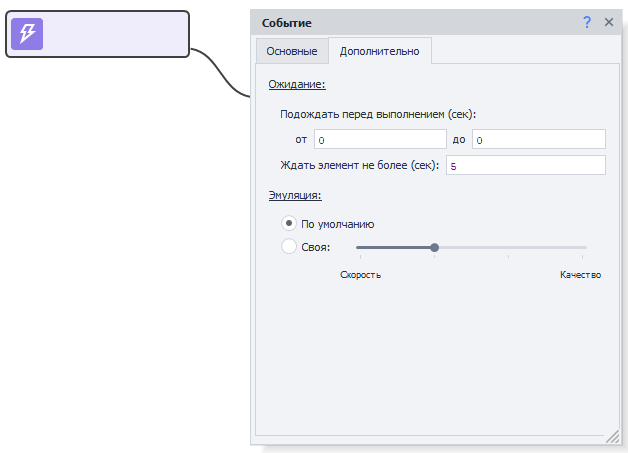 Событие ?
Основные Дополнительно
Ожидание:
Подождать перед выполнением (сек):
от 0 до 0
Ждать элемент не более (сек): 5
Эмуляция:
По умолчанию
Своя:
Скорость Качество